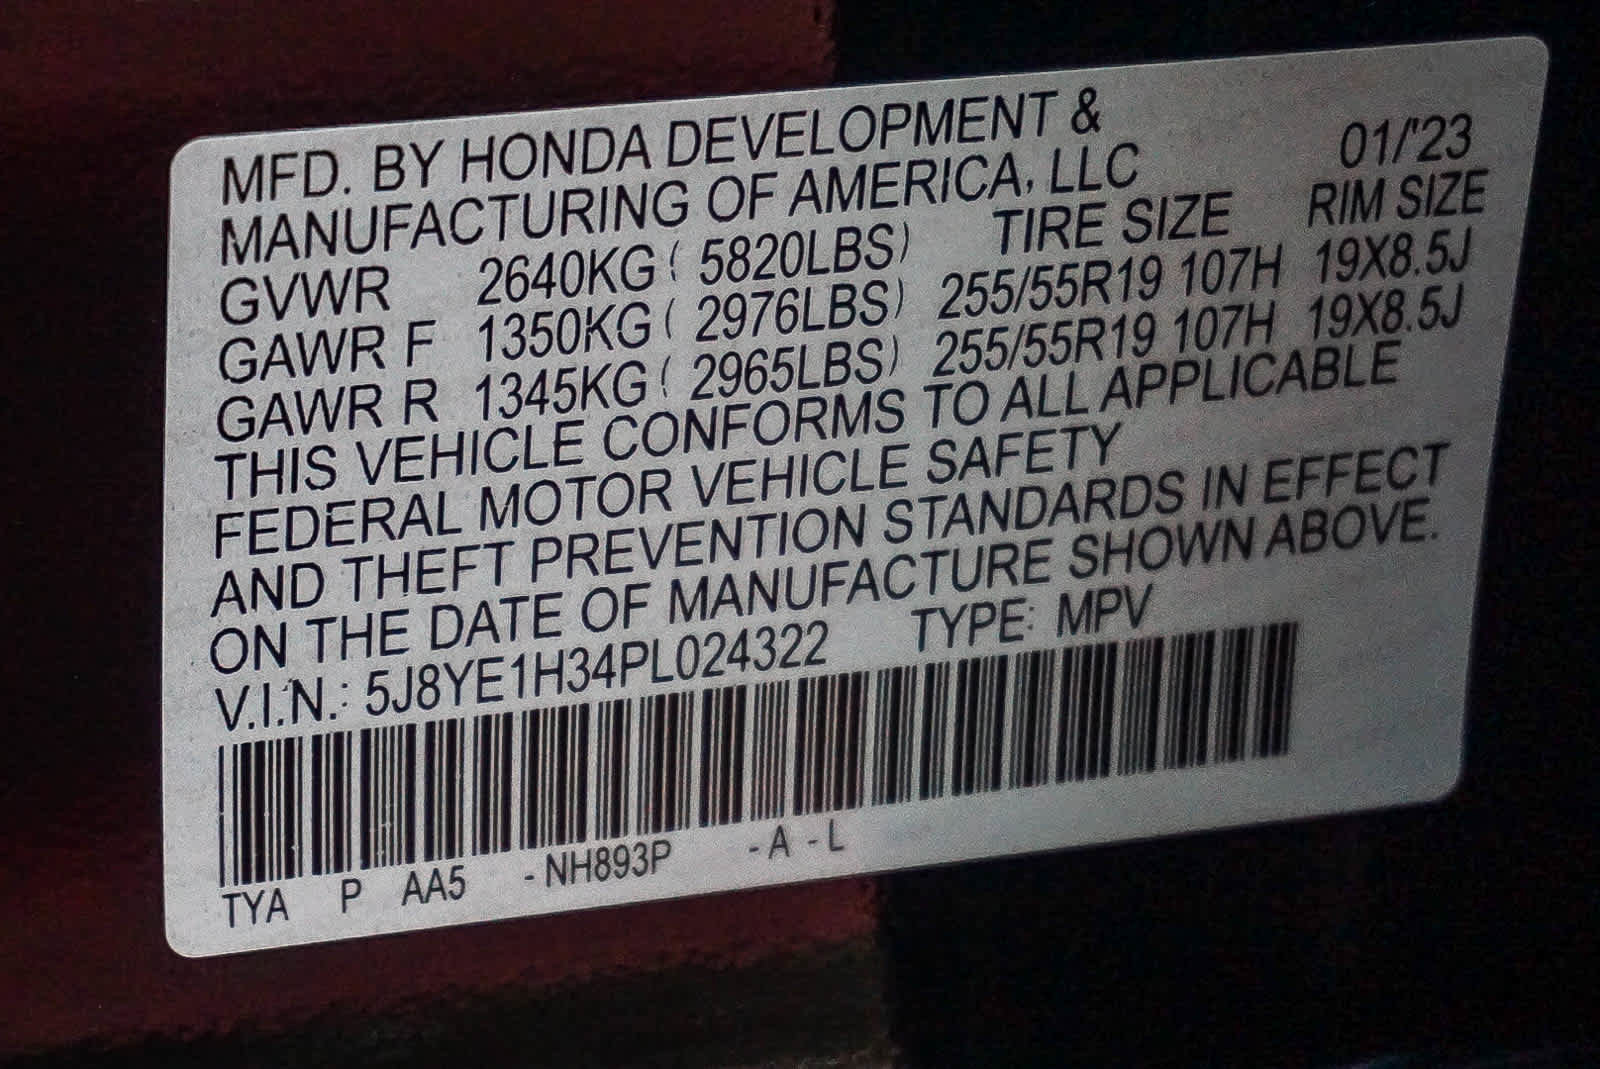 MFD. BY HONDA DEVELOPMENT &
MANUFACTURING OF AMERICA, LLC 01/'23
GVWR 2640KG ( 5820LBS) TIRE SIZE RIM SIZE
GAWR F 1350KG ( 2976LBS) 255/55R19 107H 19X8.5J
GAWR R 1345KG ( 2965LBS) 255/55R19 107H 19X8.5J
THIS VEHICLE CONFORMS TO ALL APPLICABLE
FEDERAL MOTOR VEHICLE SAFETY
AND THEFT PREVENTION STANDARDS IN EFFECT
ON THE DATE OF MANUFACTURE SHOWN ABOVE.
V.I.N.: 5J8YE1H34PL024322 TYPE: MPV
TYA P AA5 - NH893P - A - L